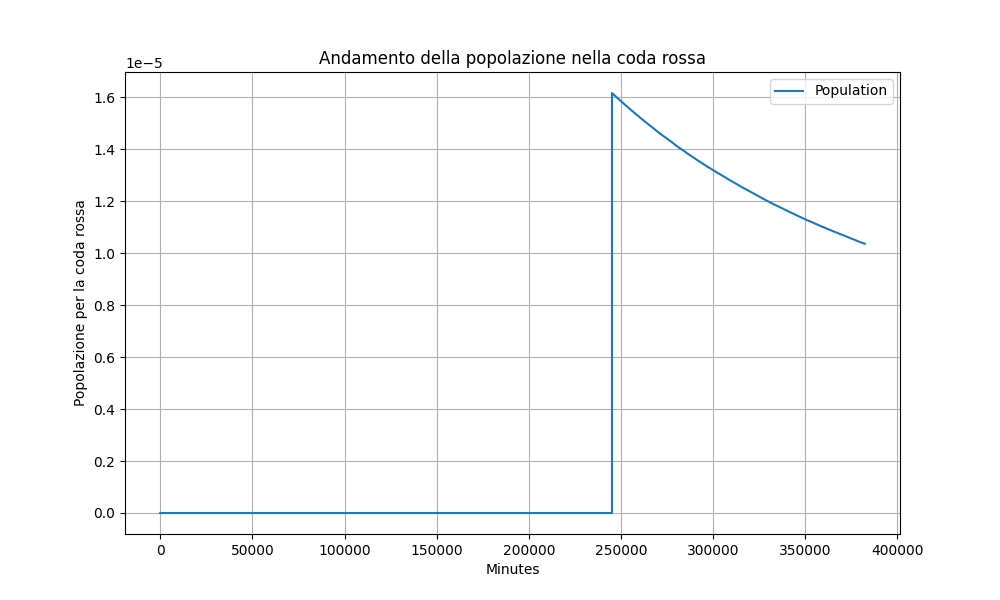 Andamento della popolazione nella coda rossa
1e−5
Population
1.6
1.4
1.2
1.0
0.8
0.6
0.4
0.2
0.0
Popolazione per la coda rossa
0 50000 100000 150000 200000 250000 300000 350000 400000
Minutes